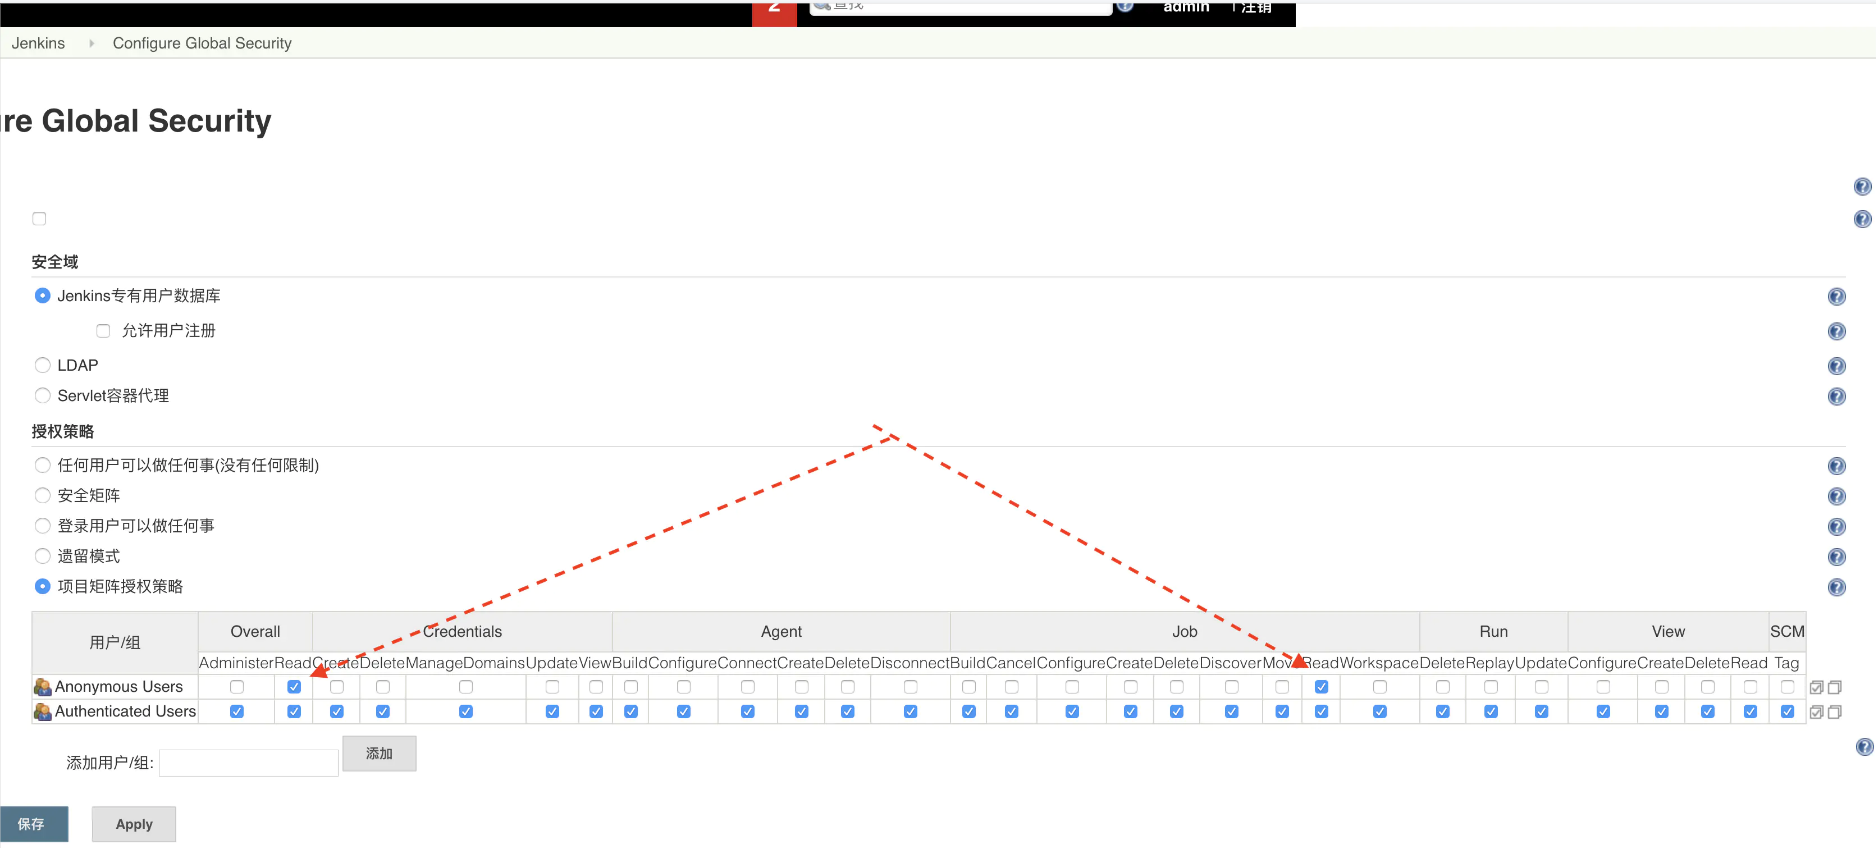 2 查找 admin | 注销
Jenkins Configure Global Security
re Global Security
安全域
Jenkins专有用户数据库
允许用户注册
LDAP
Servlet容器代理
授权策略
任何用户可以做任何事(没有任何限制)
安全矩阵
登录用户可以做任何事
遗留模式
项目矩阵授权策略
用户/组 Overall Credentials Agent Job Run View SCM
Administer Read Create Delete ManageDomains Update View Build Configure Connect Create Delete Disconnect Build Cancel Configure Create Delete Discover Move Read Workspace Delete Replay Update Configure Create Delete Read Tag
Anonymous Users
Authenticated Users
添加用户/组: 添加
保存 Apply